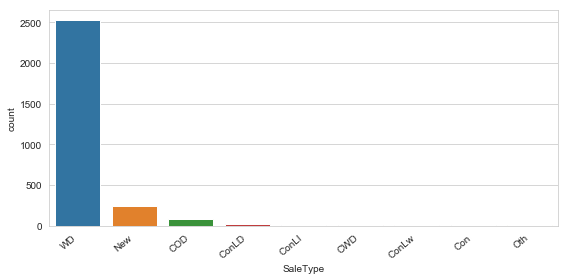 2500
2000
1500
1000
500
0
count
WD
New
COD
ConLD
ConLI
CWD
ConLw
Con
Oth
SaleType